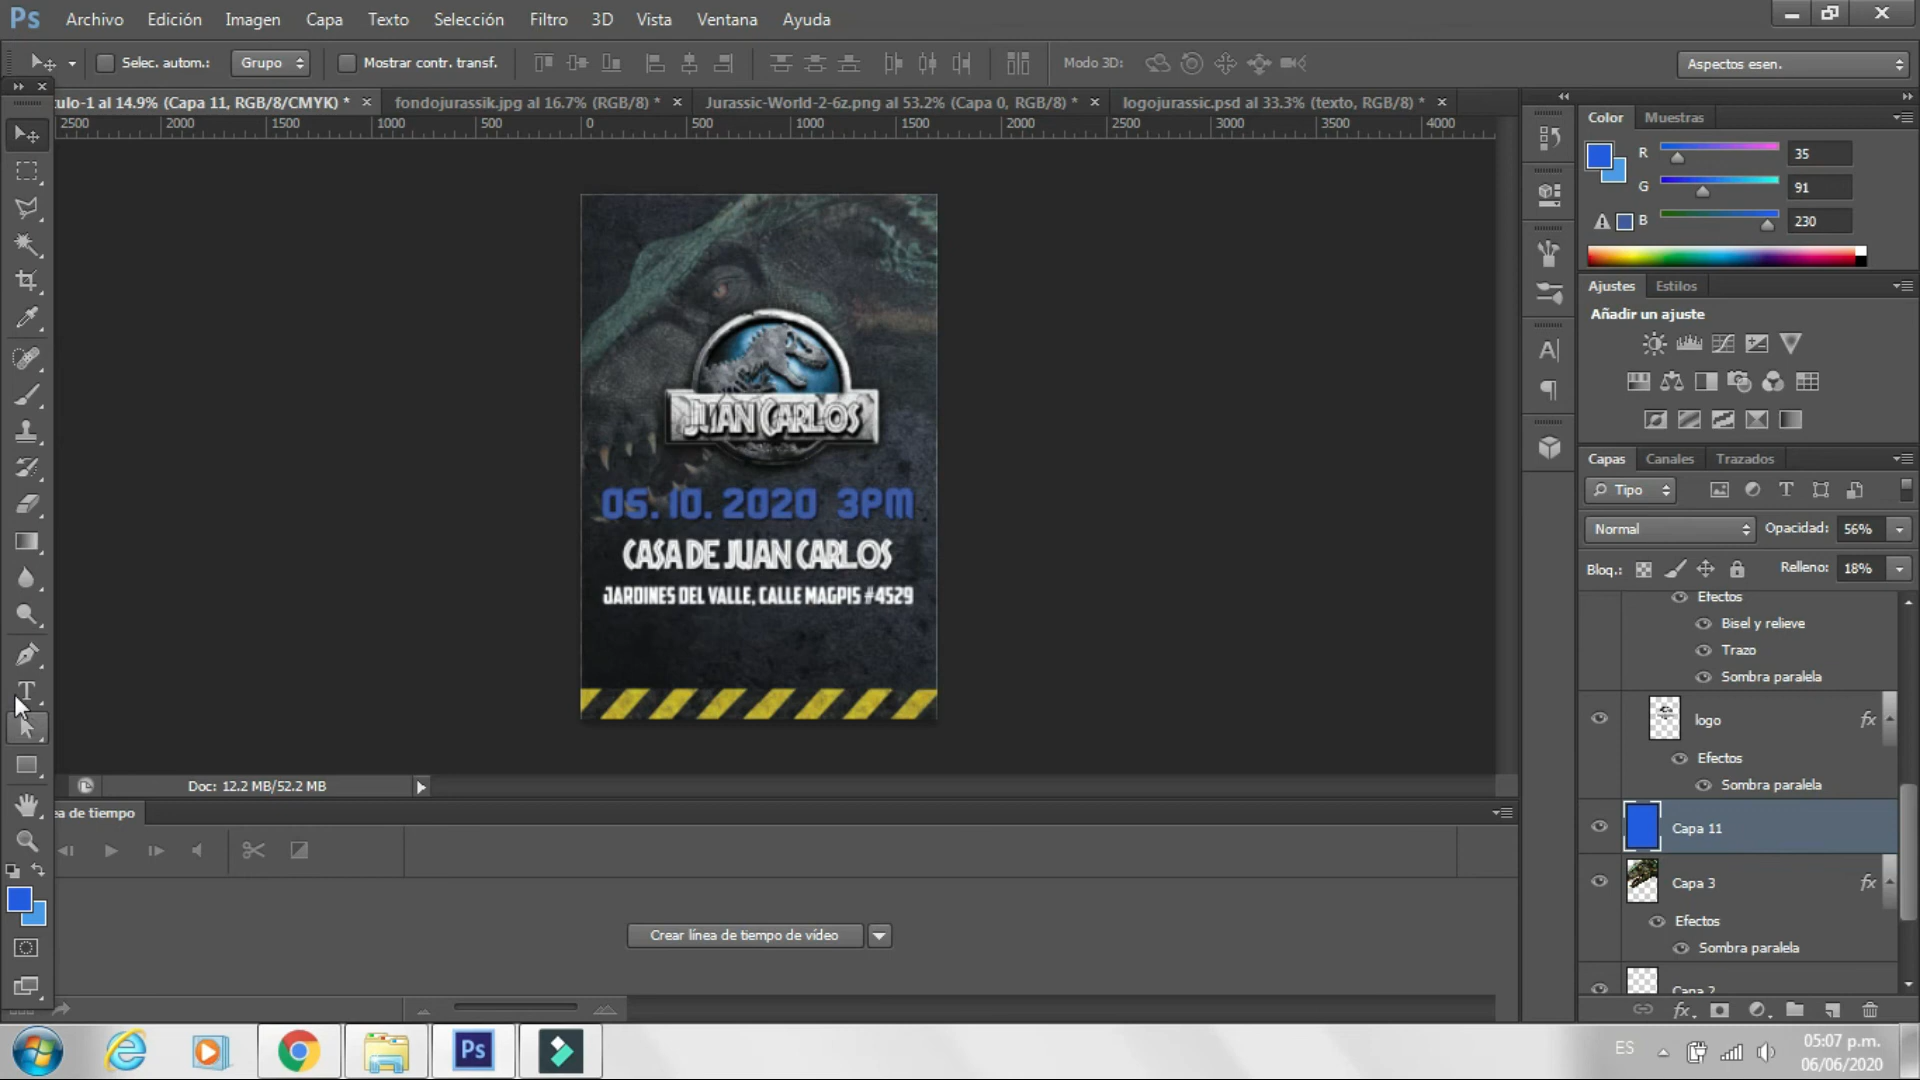 Ps Archivo Edición Imagen Capa Texto Selección Filtro 3D Vista Ventana Ayuda
Selec. autom.: Grupo Mostrar contr. transf. Modo 3D: Aspectos esen.
ulo-1 al 14.9% (Capa 11, RGB/8/CMYK) * fondojurassik.jpg al 16.7% (RGB/8) * Jurassic-World-2-6z.png al 53.2% (Capa 0, RGB/8) * logojurassic.psd al 33.3% (texto, RGB/8) *
2500 2000 1500 1000 500 0 500 1000 1500 2000 2500 3000 3500 4000
Color Muestras
R 35
G 91
B 230
Ajustes Estilos
Añadir un ajuste
JUAN CARLOS
05.10.2020 3PM
CASA DE JUAN CARLOS
JARDINES DEL VALLE, CALLE MAGPIS #4529
Capas Canales Trazados
Tipo
Normal Opacidad: 56%
Bloq.: Relleno: 18%
Efectos
Bisel y relieve
Trazo
Sombra paralela
logo fx
Efectos
Sombra paralela
Capa 11
Capa 3 fx
Efectos
Sombra paralela
Capa 2
fx
Doc: 12.2 MB/52.2 MB
ea de tiempo
Crear línea de tiempo de vídeo
Ps
ES
05:07 p.m.
06/06/2020